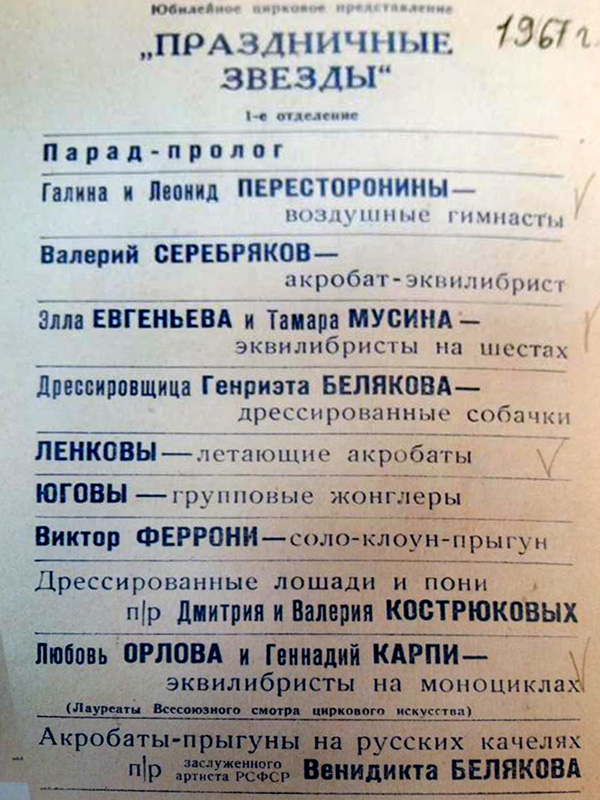 Юбилейное цирковое представление
1967 г.
„ПРАЗДНИЧНЫЕ
ЗВЕЗДЫ“
1-е отделение
Парад-пролог
Галина и Леонид ПЕРЕСТОРОНИНЫ—
воздушные гимнасты
Валерий СЕРЕБРЯКОВ—
акробат-эквилибрист
Элла ЕВГЕНЬЕВА и Тамара МУСИНА—
эквилибристы на шестах
Дрессировщица Генриэта БЕЛЯКОВА—
дрессированные собачки
ЛЕНКОВЫ—летающие акробаты
ЮГОВЫ—групповые жонглеры
Виктор ФЕРРОНИ—соло-клоун-прыгун
Дрессированные лошади и пони
п/р Дмитрия и Валерия КОСТРЮКОВЫХ
Любовь ОРЛОВА и Геннадий КАРПИ—
эквилибристы на моноциклах
(Лауреаты Всесоюзного смотра циркового искусства)
Акробаты-прыгуны на русских качелях
п/р заслуженного артиста РСФСР Венидикта БЕЛЯКОВА